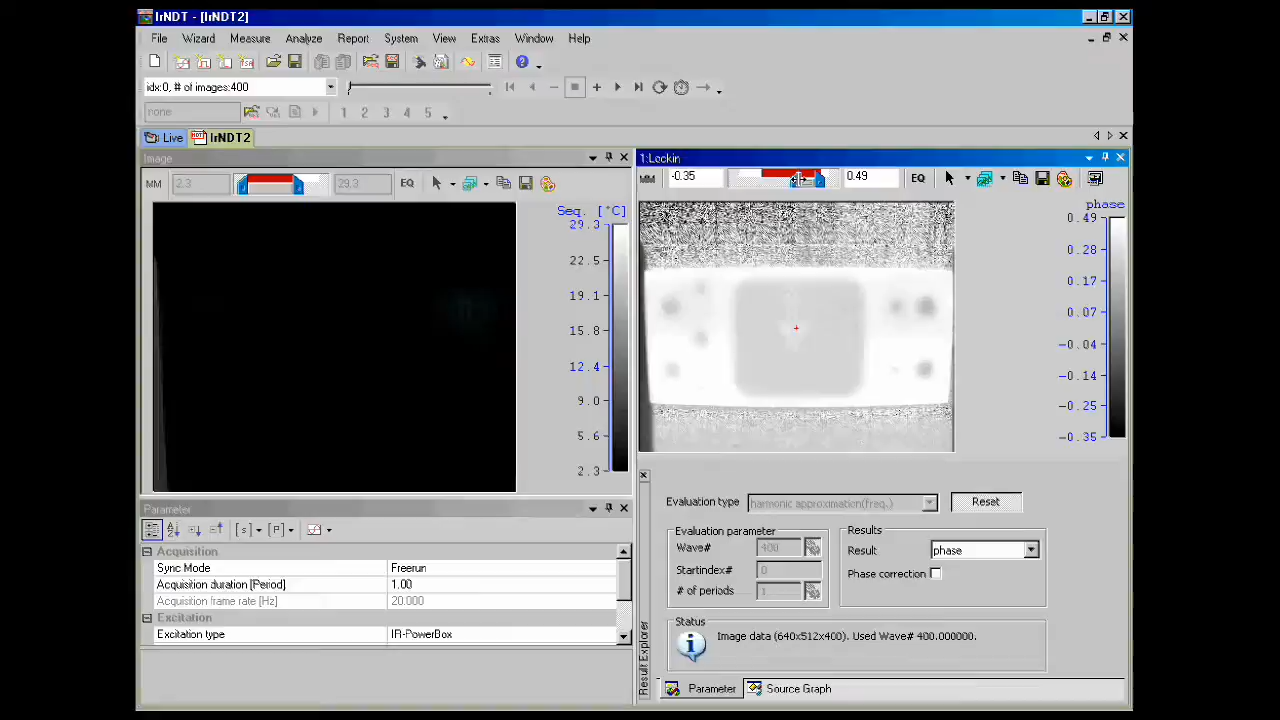 IrNDT - [IrNDT2]
File Wizard Measure Analyze Report System View Extras Window Help
idx:0, # of images:400
none 1 2 3 4 5
Live IrNDT2
Image
MM 2.3 29.3 EQ
Seq. [°C]
29.3
22.5
19.1
15.8
12.4
9.0
5.6
2.3
1:Lockin
MM -0.35 0.49 EQ
phase
0.49
0.28
0.17
0.07
-0.04
-0.14
-0.25
-0.35
Parameter
[s] [P]
Acquisition
Sync Mode Freerun
Acquisition duration [Period] 1.00
Acquisition frame rate [Hz] 20.000
Excitation
Excitation type IR-PowerBox
Result Explorer
Evaluation type harmonic approximation(freq.) Reset
Evaluation parameter
Wave# 400
Startindex# 0
# of periods 1
Results
Result phase
Phase correction
Status
Image data (640x512x400). Used Wave# 400.000000.
Parameter Source Graph